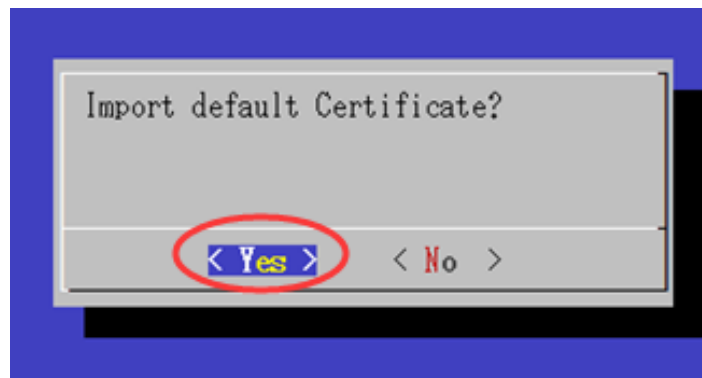 Import default Certificate?
< Yes > < No >